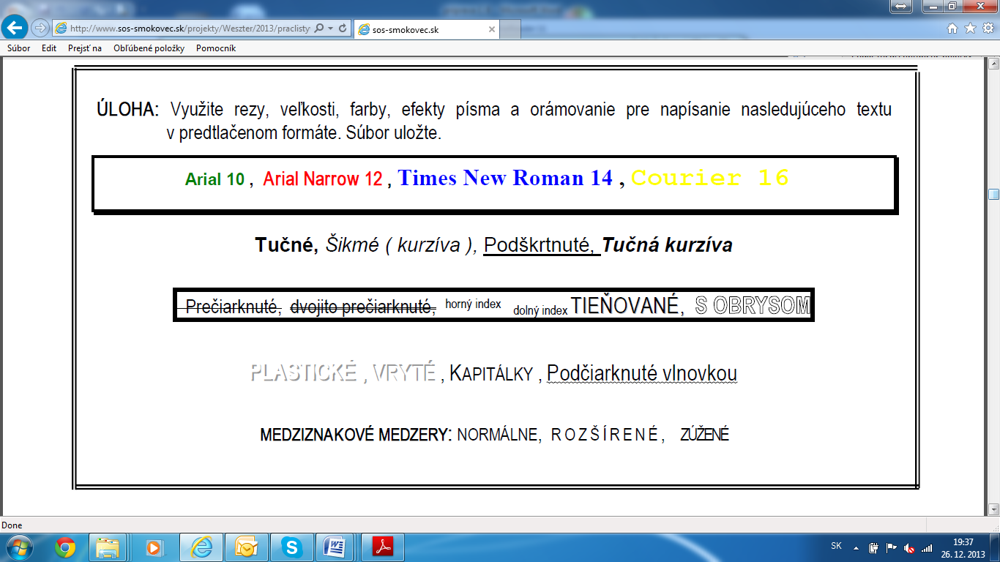 http://www.sos-smokovec.sk/projekty/Weszter/2013/praclisty
sos-smokovec.sk
Súbor Edit Prejsť na Obľúbené položky Pomocník
ÚLOHA: Využite rezy, veľkosti, farby, efekty písma a orámovanie pre napísanie nasledujúceho textu
v predtlačenom formáte. Súbor uložte.
Arial 10 , Arial Narrow 12 , Times New Roman 14 , Courier 16
Tučné, Šikmé ( kurzíva ), Podškrtnuté, Tučná kurzíva
Prečiarknuté, dvojito prečiarknuté, horný index dolný index TIEŇOVANÉ, S OBRYSOM
PLASTICKÉ , VRYTÉ , KAPITÁLKY , Podčiarknuté vlnovkou
MEDZIZNAKOVÉ MEDZERY: NORMÁLNE, ROZŠÍRENÉ, ZÚŽENÉ
Done
SK 19:37
26. 12. 2013